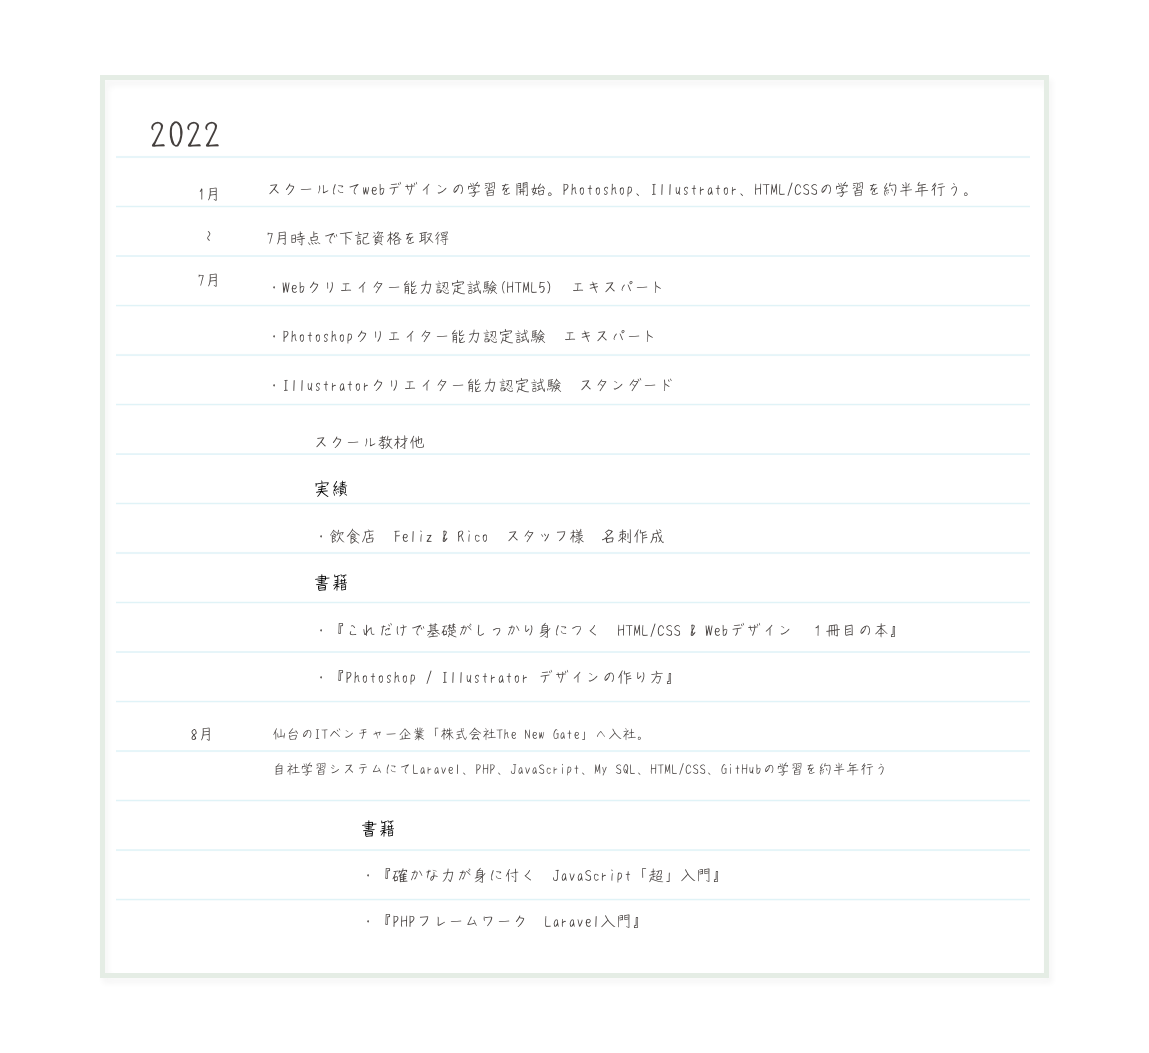 2022
1月
スクールにてwebデザインの学習を開始。Photoshop、Illustrator、HTML/CSSの学習を約半年行う。
~
7月時点で下記資格を取得
7月
・Webクリエイター能力認定試験(HTML5)　エキスパート
・Photoshopクリエイター能力認定試験　エキスパート
・Illustratorクリエイター能力認定試験　スタンダード
スクール教材他
実績
・飲食店　Feliz & Rico　スタッフ様　名刺作成
書籍
・『これだけで基礎がしっかり身につく　HTML/CSS & Webデザイン　１冊目の本』
・『Photoshop / Illustrator デザインの作り方』
8月
仙台のITベンチャー企業「株式会社The New Gate」へ入社。
自社学習システムにてLaravel、PHP、JavaScript、My SQL、HTML/CSS、GitHubの学習を約半年行う
書籍
・『確かな力が身に付く　JavaScript「超」入門』
・『PHPフレームワーク　Laravel入門』